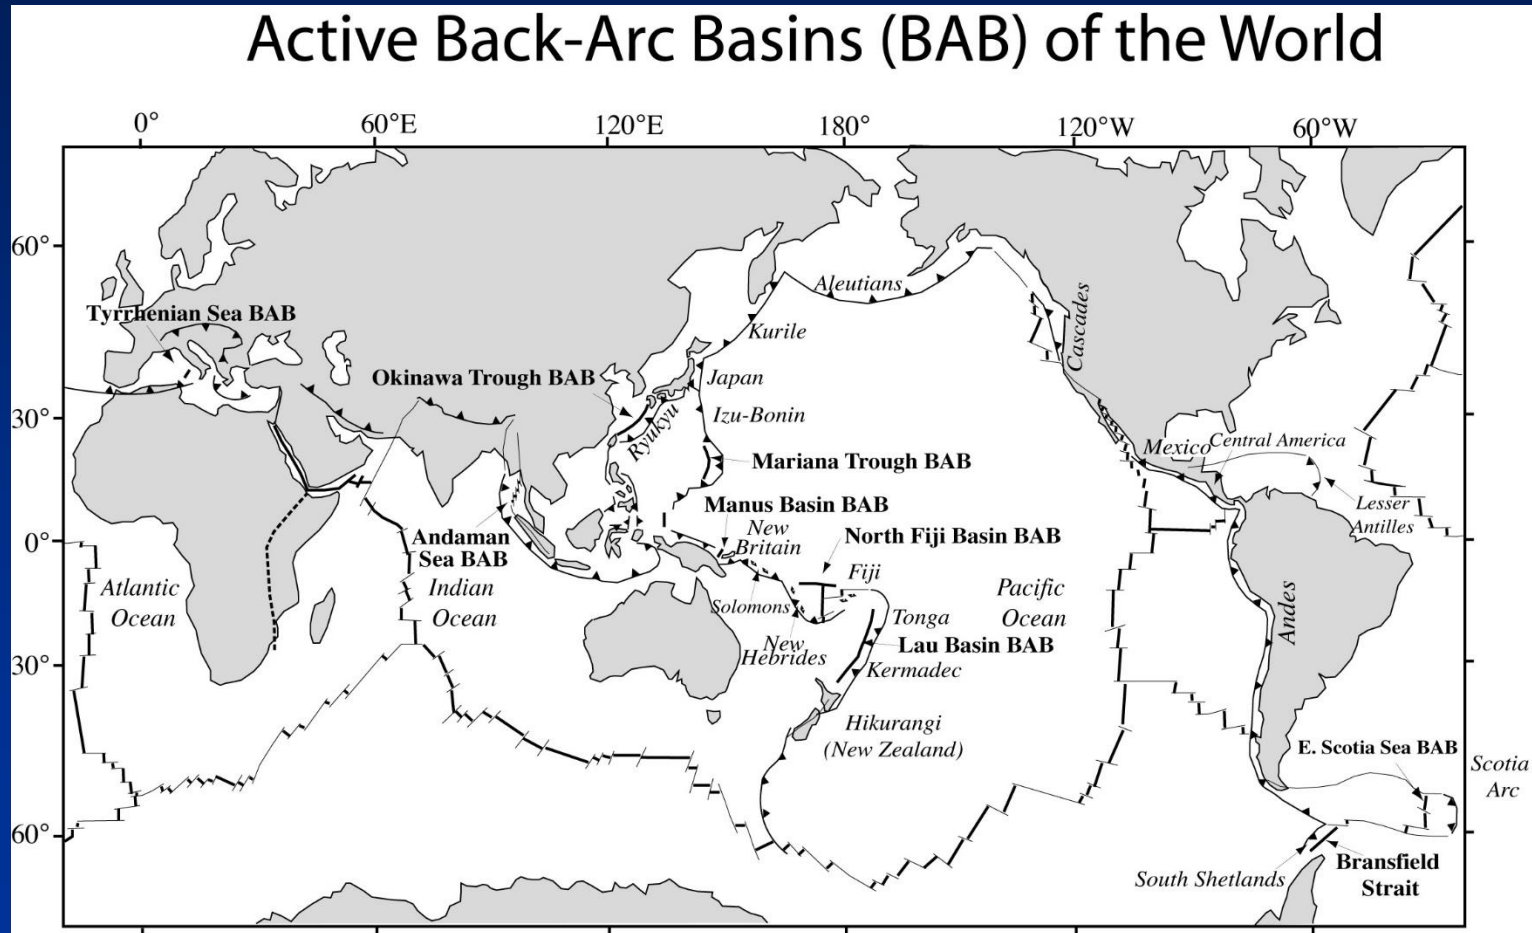 Active Back-Arc Basins (BAB) of the World
0°
60°E
120°E
180°
120°W
60°W
60°
30°
0°
30°
60°
Aleutians
Tyrrhenian Sea BAB
Kurile
Cascades
Okinawa Trough BAB
Japan
Ryukyu
Izu-Bonin
Mexico
Central America
Mariana Trough BAB
Lesser
Antilles
Manus Basin BAB
New
Britain
Andaman
Sea BAB
North Fiji Basin BAB
Fiji
Atlantic
Ocean
Indian
Ocean
Pacific
Ocean
Solomons
Tonga
Andes
New
Hebrides
Lau Basin BAB
Kermadec
Hikurangi
(New Zealand)
E. Scotia Sea BAB
Scotia
Arc
South Shetlands
Bransfield
Strait